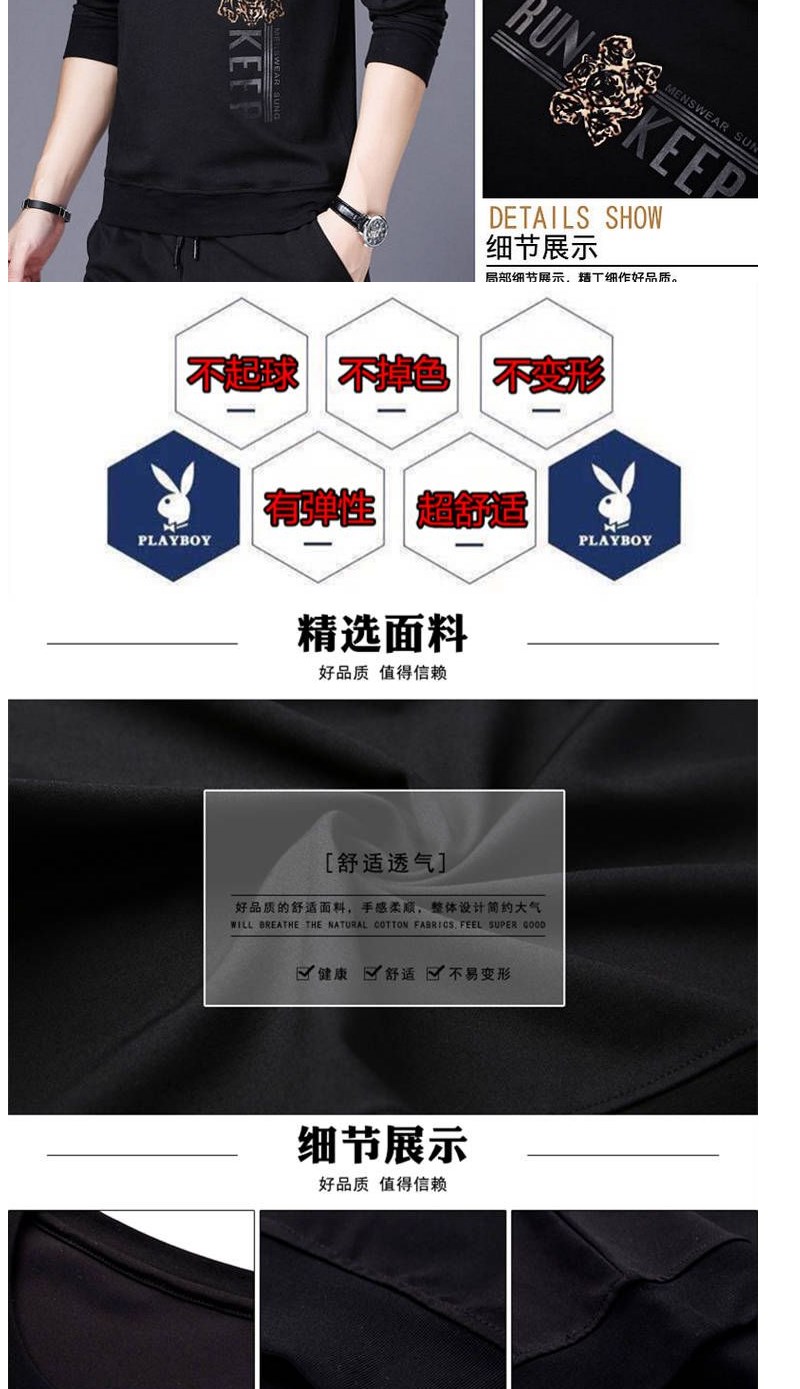 KEEP
MENSWEAR SUNG
RUN
MENSWEAR SUN
KEEP
DETAILS SHOW
细节展示
局部细节展示，精工细作好品质。
不起球
不掉色
不变形
PLAYBOY
有弹性
超舒适
PLAYBOY
精选面料
好品质 值得信赖
[舒适透气]
好品质的舒适面料，手感柔顺，整体设计简约大气
WILL BREATHE THE NATURAL COTTON FABRICS,FEEL SUPER GOOD
健康 舒适 不易变形
细节展示
好品质 值得信赖